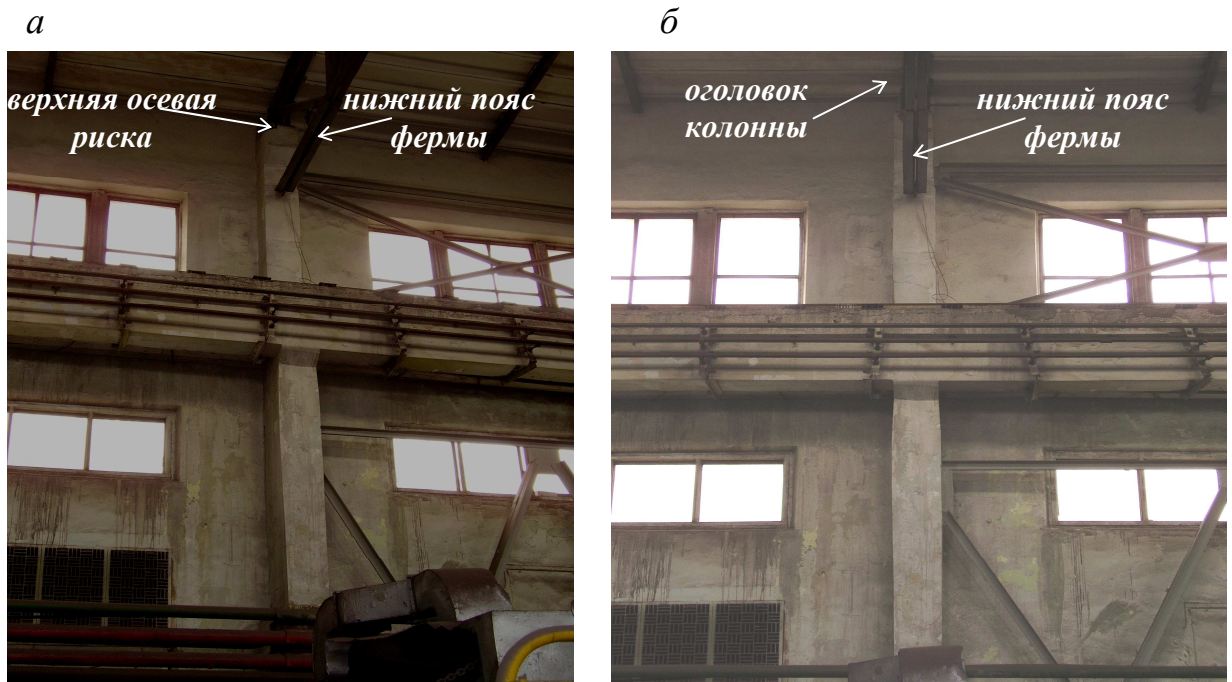 а
б
верхняя осевая
риска
нижний пояс
фермы
оголовок
колонны
нижний пояс
фермы